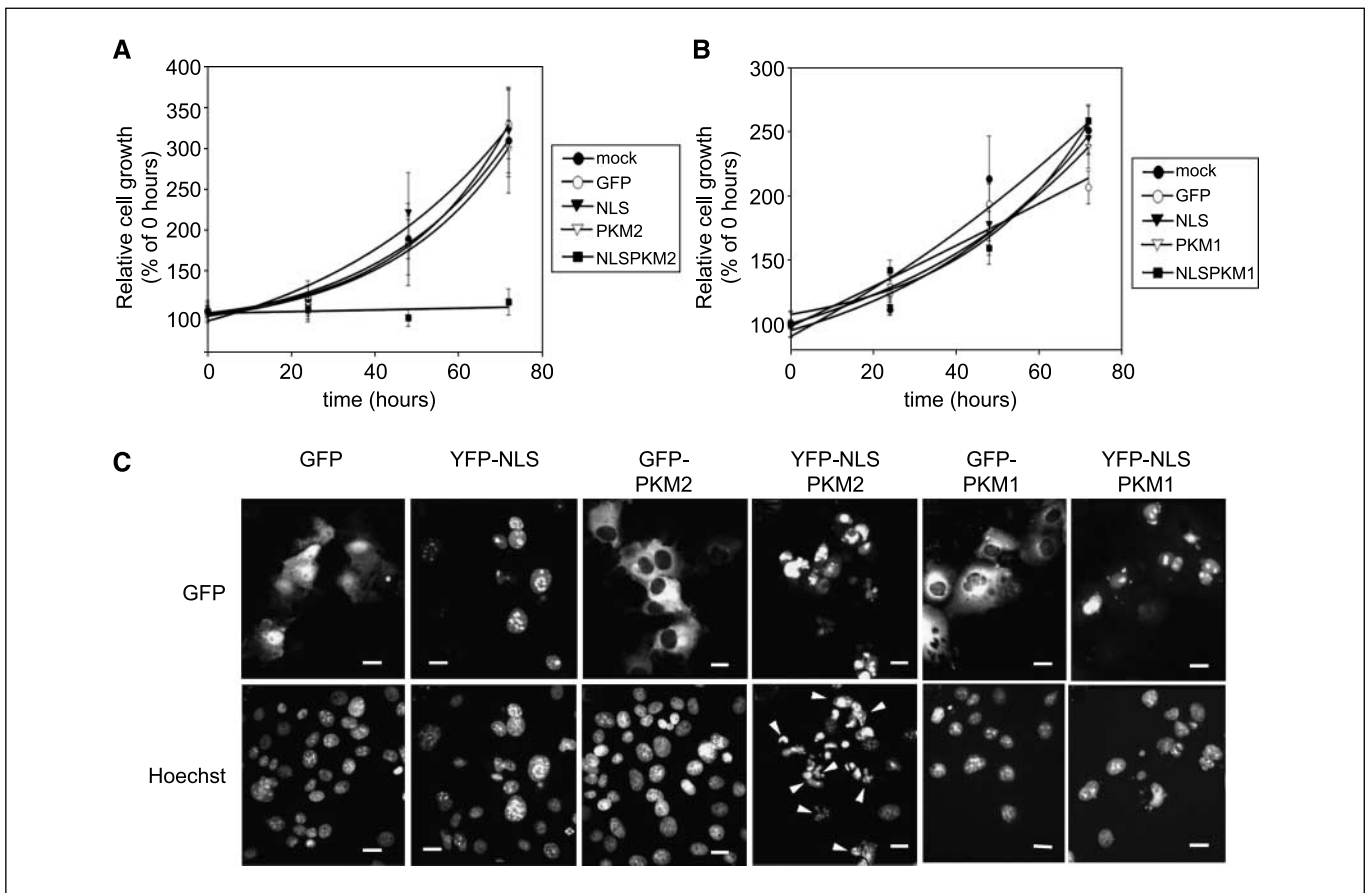 A
Relative cell growth
(% of 0 hours)
400
350
300
250
200
150
100
0
20
40
60
80
time (hours)
mock
GFP
NLS
PKM2
NLSPKM2
B
Relative cell growth
(% of 0 hours)
300
250
200
150
100
0
20
40
60
80
time (hours)
mock
GFP
NLS
PKM1
NLSPKM1
C
GFP
YFP-NLS
GFP-
PKM2
YFP-NLS
PKM2
GFP-
PKM1
YFP-NLS
PKM1
GFP
Hoechst